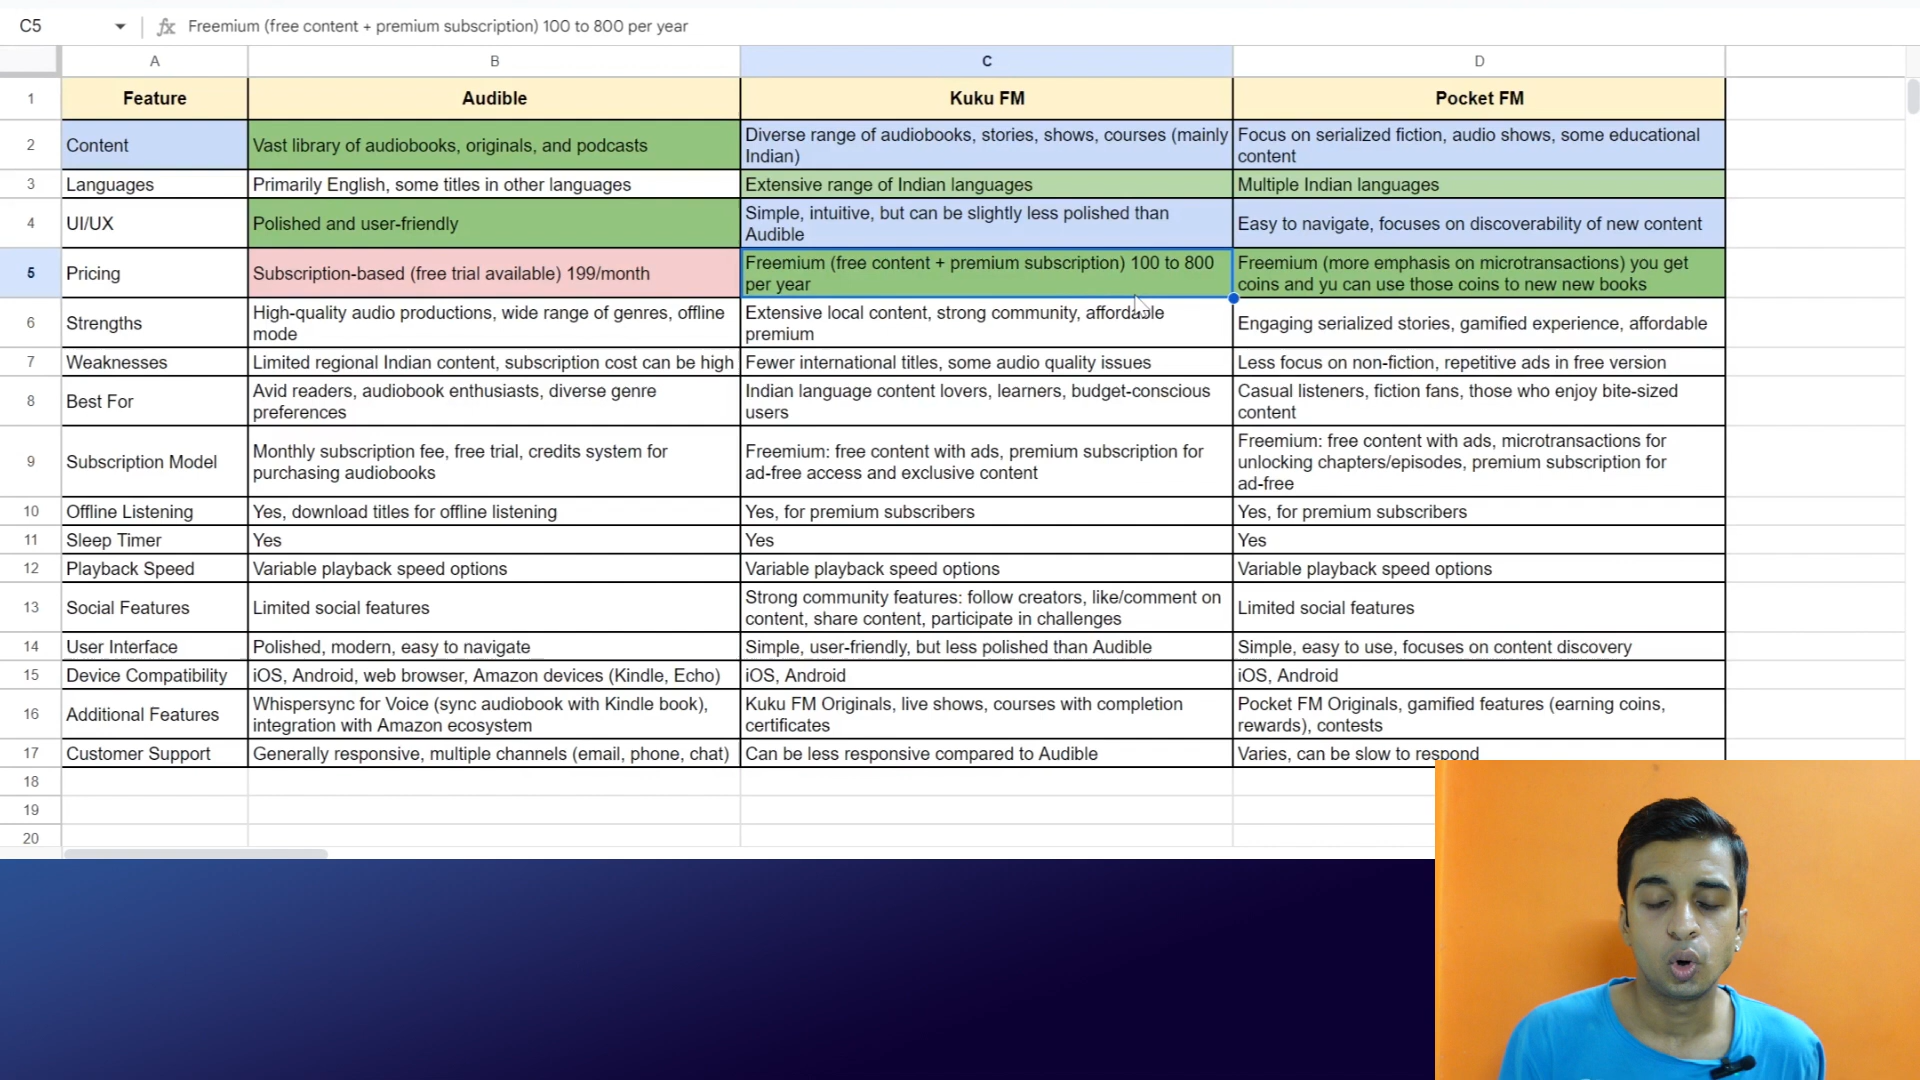 C5
fx Freemium (free content + premium subscription) 100 to 800 per year
A B C D
1 Feature Audible Kuku FM Pocket FM
2 Content Vast library of audiobooks, originals, and podcasts
Diverse range of audiobooks, stories, shows, courses (mainly
Indian)
Focus on serialized fiction, audio shows, some educational
content
3 Languages Primarily English, some titles in other languages Extensive range of Indian languages Multiple Indian languages
4 UI/UX Polished and user-friendly
Simple, intuitive, but can be slightly less polished than
Audible
Easy to navigate, focuses on discoverability of new content
5 Pricing Subscription-based (free trial available) 199/month
Freemium (free content + premium subscription) 100 to 800
per year
Freemium (more emphasis on microtransactions) you get
coins and yu can use those coins to new new books
6 Strengths
High-quality audio productions, wide range of genres, offline
mode
Extensive local content, strong community, affordable
premium
Engaging serialized stories, gamified experience, affordable
7 Weaknesses Limited regional Indian content, subscription cost can be high Fewer international titles, some audio quality issues Less focus on non-fiction, repetitive ads in free version
8 Best For
Avid readers, audiobook enthusiasts, diverse genre
preferences
Indian language content lovers, learners, budget-conscious
users
Casual listeners, fiction fans, those who enjoy bite-sized
content
9 Subscription Model
Monthly subscription fee, free trial, credits system for
purchasing audiobooks
Freemium: free content with ads, premium subscription for
ad-free access and exclusive content
Freemium: free content with ads, microtransactions for
unlocking chapters/episodes, premium subscription for
ad-free
10 Offline Listening Yes, download titles for offline listening Yes, for premium subscribers Yes, for premium subscribers
11 Sleep Timer Yes Yes Yes
12 Playback Speed Variable playback speed options Variable playback speed options Variable playback speed options
13 Social Features Limited social features
Strong community features: follow creators, like/comment on
content, share content, participate in challenges
Limited social features
14 User Interface Polished, modern, easy to navigate Simple, user-friendly, but less polished than Audible Simple, easy to use, focuses on content discovery
15 Device Compatibility iOS, Android, web browser, Amazon devices (Kindle, Echo) iOS, Android iOS, Android
16 Additional Features
Whispersync for Voice (sync audiobook with Kindle book),
integration with Amazon ecosystem
Kuku FM Originals, live shows, courses with completion
certificates
Pocket FM Originals, gamified features (earning coins,
rewards), contests
17 Customer Support Generally responsive, multiple channels (email, phone, chat) Can be less responsive compared to Audible Varies, can be slow to respond
18
19
20